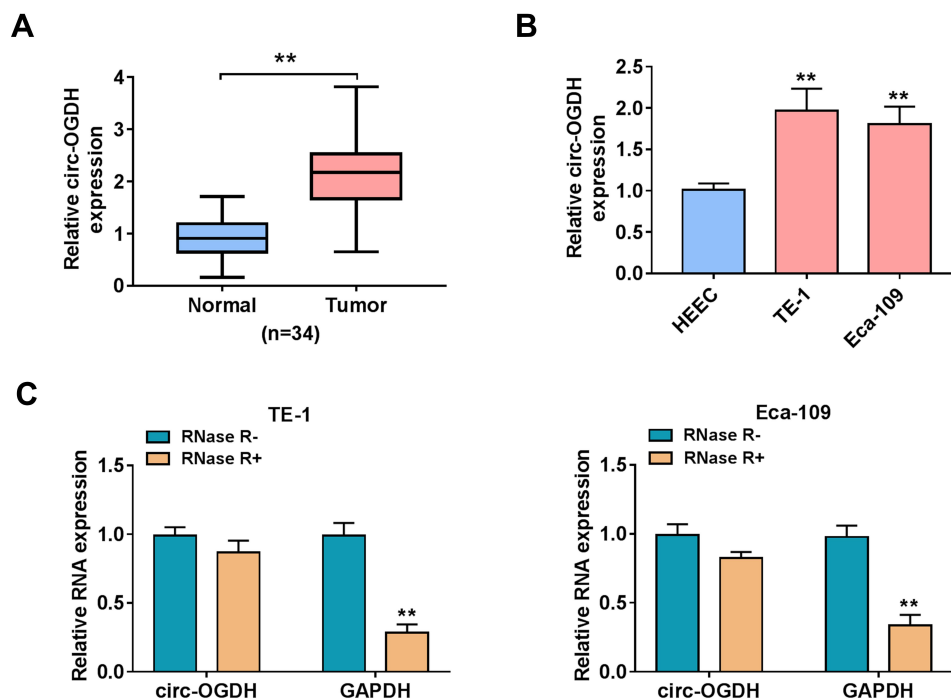 A
**
Relative circ-OGDH
expression
4
3
2
1
0
Normal
Tumor
(n=34)
B
Relative circ-OGDH
expression
2.5
2.0
1.5
1.0
0.5
0.0
**
**
HEEC
TE-1
Eca-109
C
TE-1
RNase R-
RNase R+
Relative RNA expression
1.5
1.0
0.5
0.0
**
circ-OGDH
GAPDH
Eca-109
RNase R-
RNase R+
Relative RNA expression
1.5
1.0
0.5
0.0
**
circ-OGDH
GAPDH